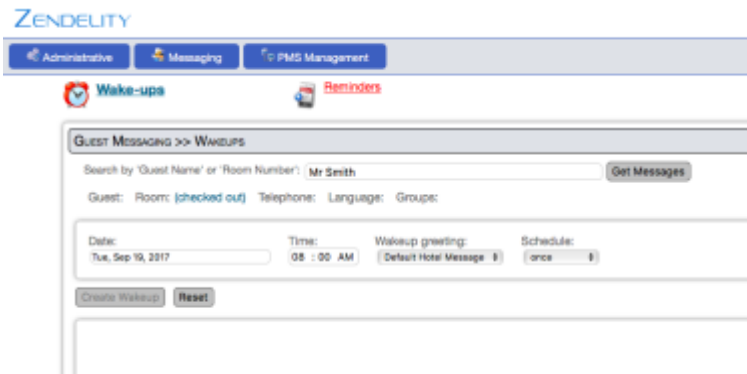 ZENDELITY
Administrative Messaging PMS Management
Wake-ups Reminders
GUEST MESSAGING >> WAKEUPS
Search by 'Guest Name' or 'Room Number': Mr Smith Get Messages
Guest: Room: (checked out) Telephone: Language: Groups:
Date: Time: Wakeup greeting: Schedule:
Tue, Sep 19, 2017 08 : 00 AM Default Hotel Message once
Create Wakeup Reset